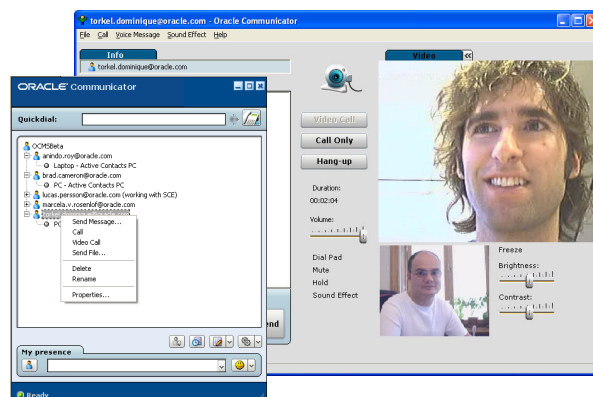 torkel.dominique@oracle.com - Oracle Communicator
File Call Voice Message Sound Effect Help
Info
torkel.dominique@oracle.com
Video
Video Call
Call Only
Hang-up
Duration:
00:02:04
Volume:
Dial Pad
Mute
Hold
Sound Effect
Freeze
Brightness:
Contrast:
end
ORACLE Communicator
Quickdial:
OCMSBeta
anindo.roy@oracle.com
Laptop - Active Contacts PC
brad.cameron@oracle.com
PC - Active Contacts PC
lucas.persson@oracle.com (working with SCE)
marcela.v.rosenlof@oracle.com
PC
Send Message...
Call
Video Call
Send File...
Delete
Rename
Properties...
My presence
Ready